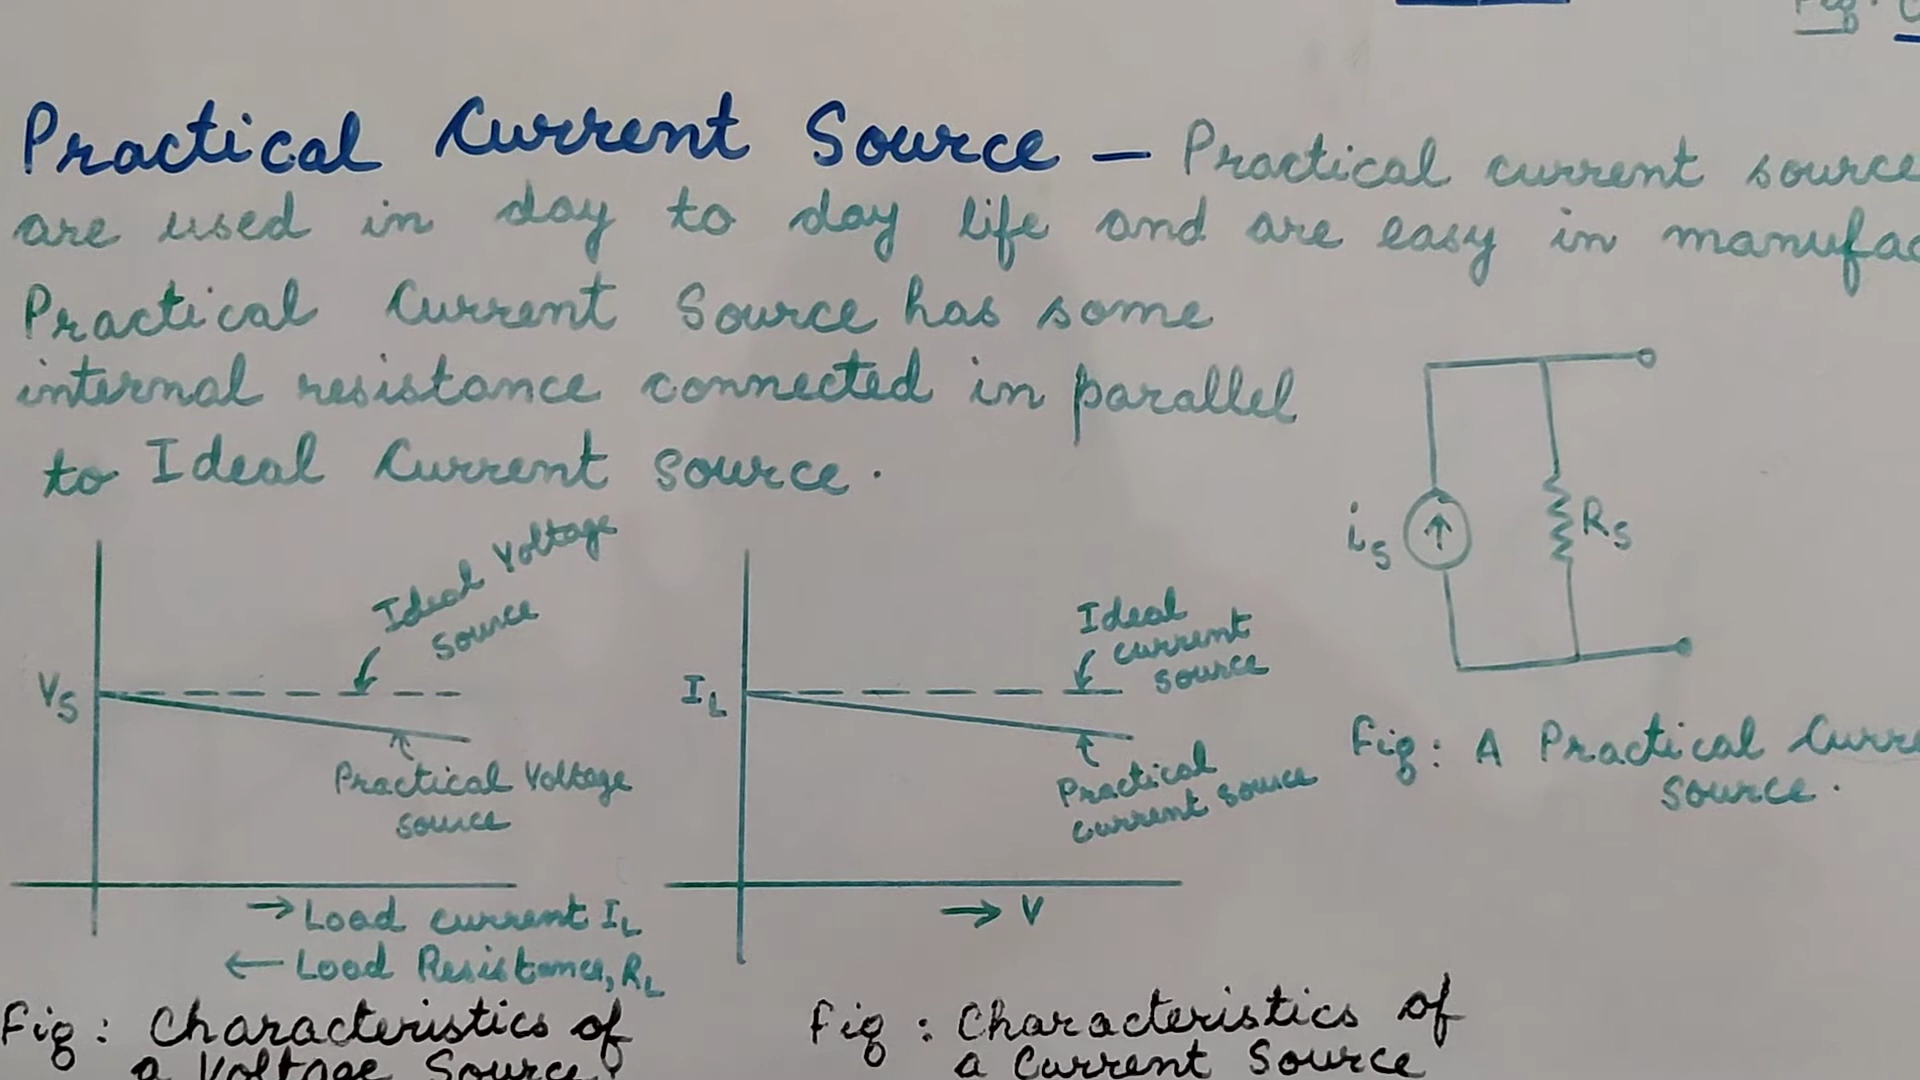 Practical Current Source — Practical current source
are used in day to day life and are easy in manufac
Practical Current Source has some
internal resistance connected in parallel
to Ideal Current Source.
Ideal Voltage
source
Vs
Practical Voltage
source
→ Load current IL
← Load Resistance, RL
Fig: Characteristics of
a Voltage Source
Ideal
current
source
IL
Practical
current source
→ V
Fig: Characteristics of
a Current Source
is
Rs
Fig: A Practical Curre
source.